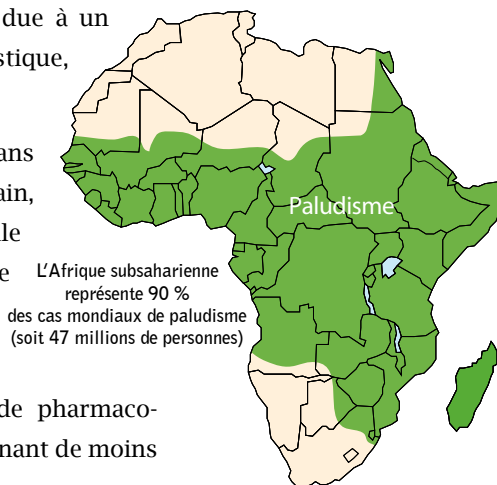 due à un
stique,
ans
ain,
le
e
L'Afrique subsaharienne
représente 90 %
des cas mondiaux de paludisme
(soit 47 millions de personnes)
de pharmaco-
nant de moins
Paludisme